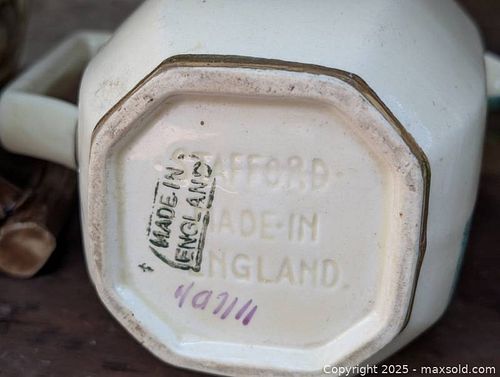 STAFFORD-
MADE-IN
ENGLAND.
MADE-IN
ENGLAND
Copyright © 2025 - maxsold.com